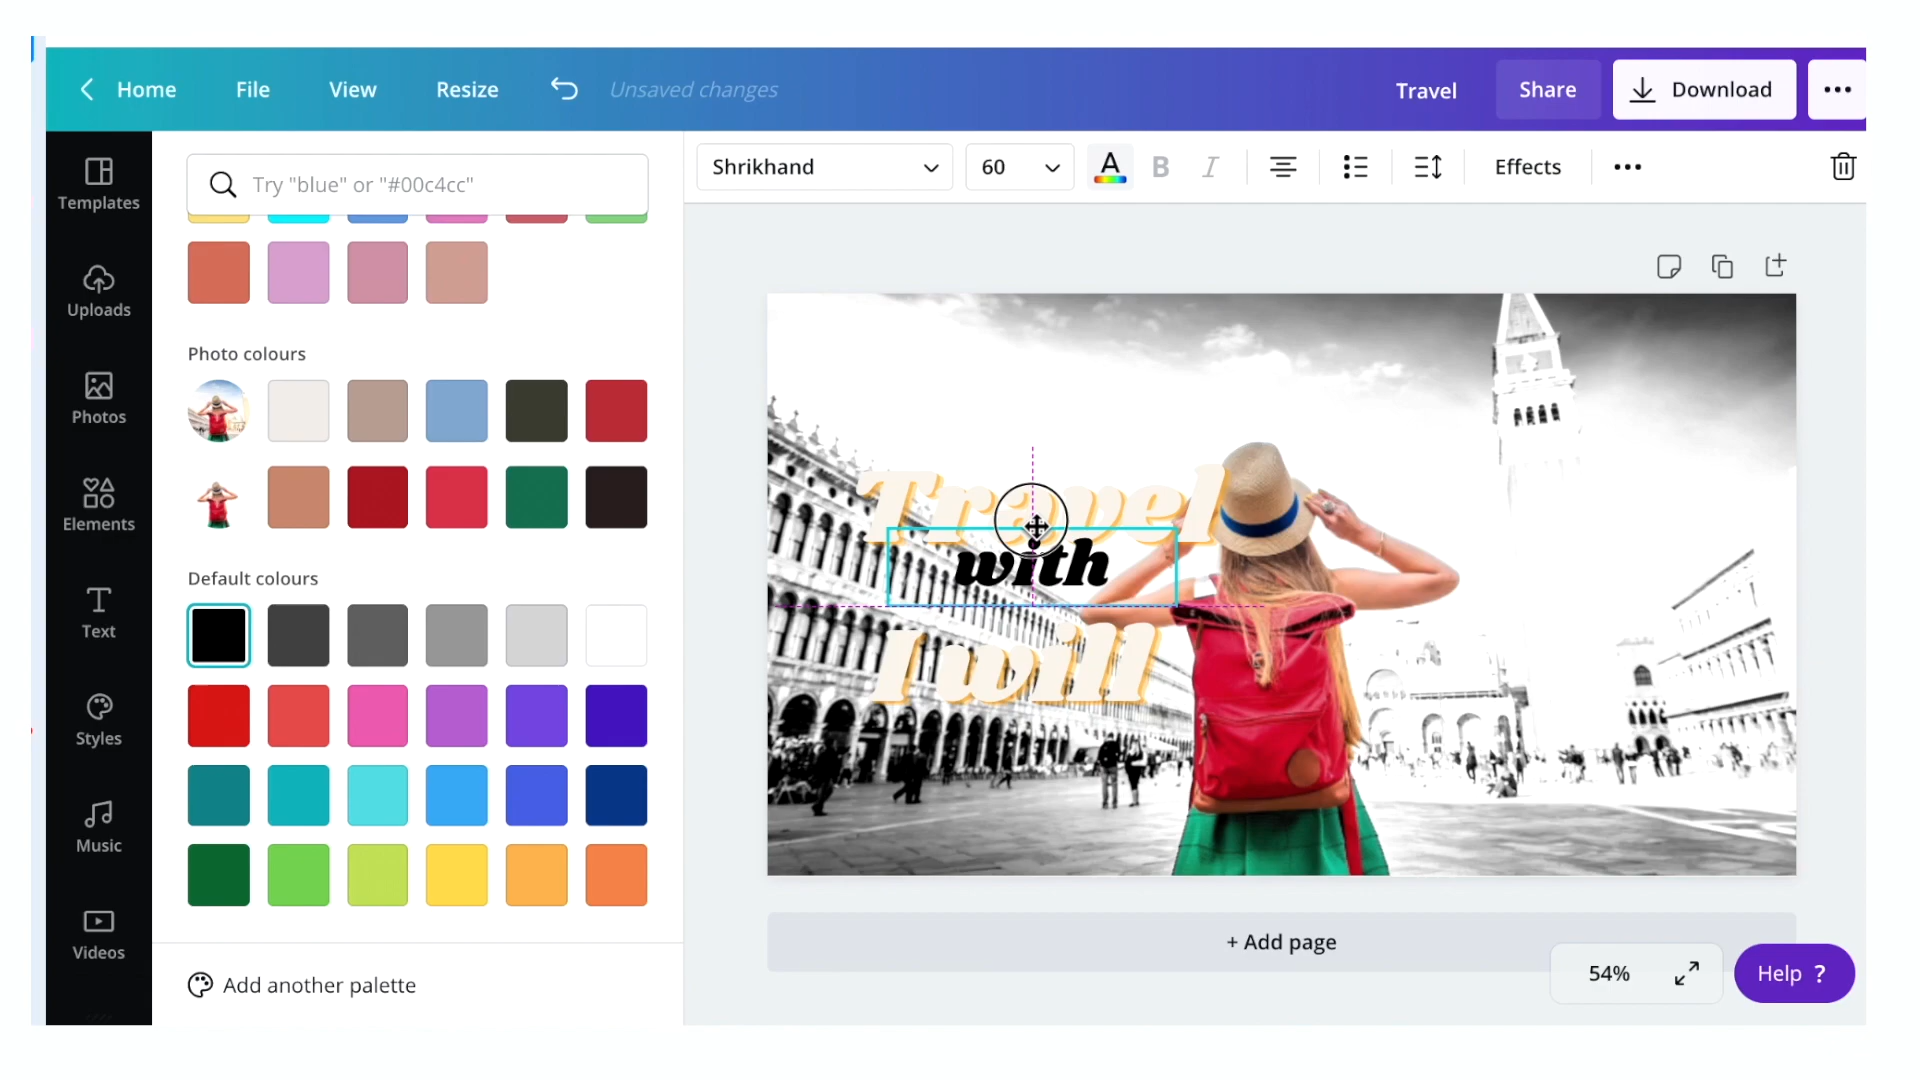 Home
File
View
Resize
Unsaved changes
Travel
Share
Download
Templates
Uploads
Photos
Elements
Text
Styles
Music
Videos
Try "blue" or "#00c4cc"
Photo colours
Default colours
Add another palette
Shrikhand
60
A
B
I
Effects
Travel
with
I will
+ Add page
54%
Help ?